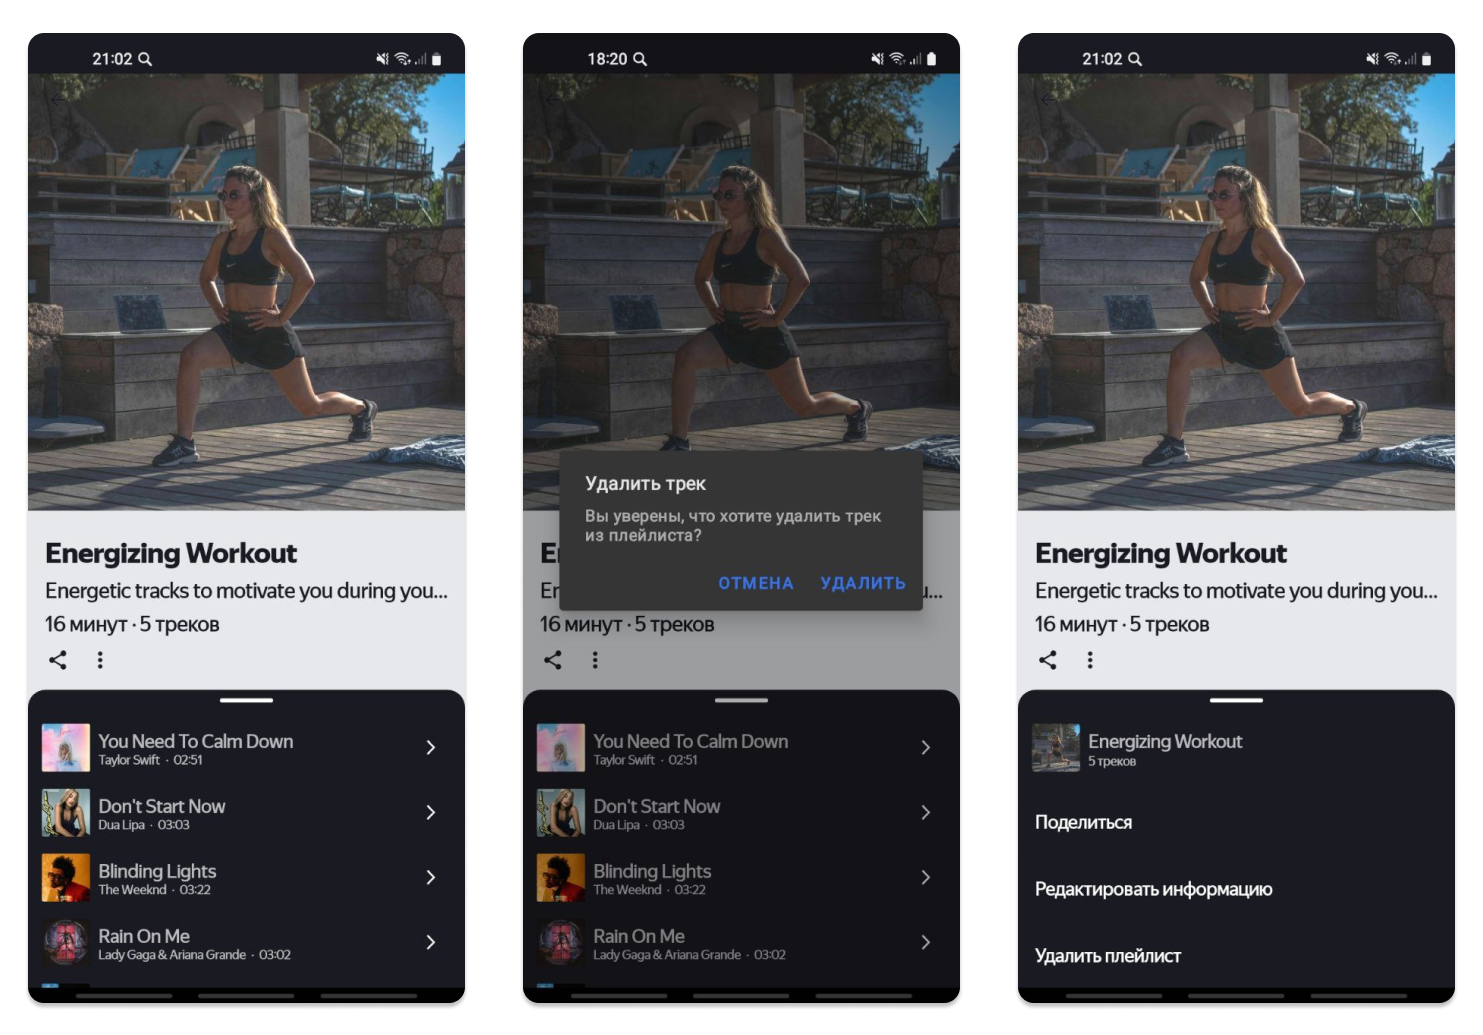 21:02
Energizing Workout
Energetic tracks to motivate you during you...
16 минут · 5 треков
You Need To Calm Down
Taylor Swift · 02:51
Don't Start Now
Dua Lipa · 03:03
Blinding Lights
The Weeknd · 03:22
Rain On Me
Lady Gaga & Ariana Grande · 03:02
18:20
Удалить трек
Вы уверены, что хотите удалить трек
из плейлиста?
ОТМЕНА УДАЛИТЬ
16 минут · 5 треков
You Need To Calm Down
Taylor Swift · 02:51
Don't Start Now
Dua Lipa · 03:03
Blinding Lights
The Weeknd · 03:22
Rain On Me
Lady Gaga & Ariana Grande · 03:02
21:02
Energizing Workout
Energetic tracks to motivate you during you...
16 минут · 5 треков
Energizing Workout
5 треков
Поделиться
Редактировать информацию
Удалить плейлист